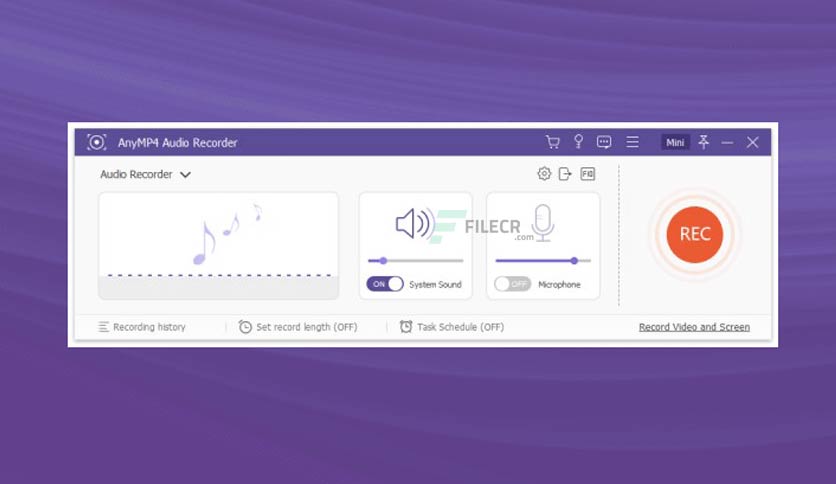 AnyMP4 Audio Recorder
Mini
Audio Recorder
FILECR
.com
REC
ON System Sound
OFF Microphone
Recording history
Set record length (OFF)
Task Schedule (OFF)
Record Video and Screen